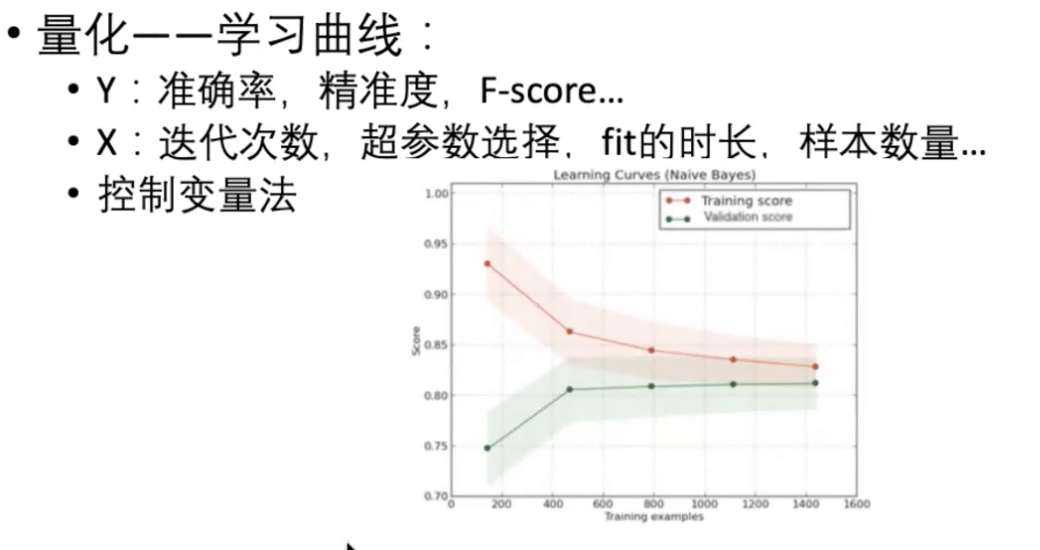 • 量化——学习曲线：
• Y：准确率，精准度，F-score…
• X：迭代次数，超参数选择，fit的时长，样本数量…
• 控制变量法
Learning Curves (Naive Bayes)
Training score
Validation score
1.00
0.95
0.90
0.85
0.80
0.75
0.70
Score
0 200 400 600 800 1000 1200 1400 1600
Training examples